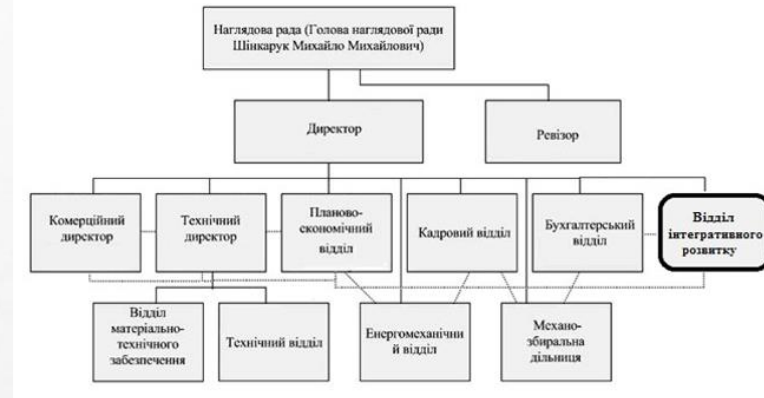 Наглядова рада (Голова наглядової ради
Шінкарук Михайло Михайлович)
Директор
Ревізор
Комерційний
директор
Технічний
директор
Планово-
економічний
відділ
Кадровий відділ
Бухгалтерський
відділ
Відділ
інтегративного
розвитку
Відділ
матеріально-
технічного
забезпечення
Технічний відділ
Енергомеханічни
й відділ
Механо-
збиральна
дільниця